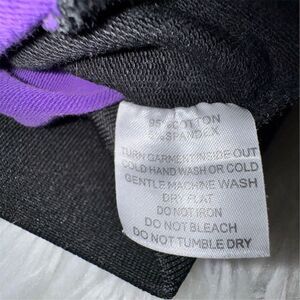 95% COTTON
5% SPANDEX
TURN GARMENT INSIDE OUT
COLD HAND WASH OR COLD
GENTLE MACHINE WASH
DRY FLAT
DO NOT IRON
DO NOT BLEACH
DO NOT TUMBLE DRY